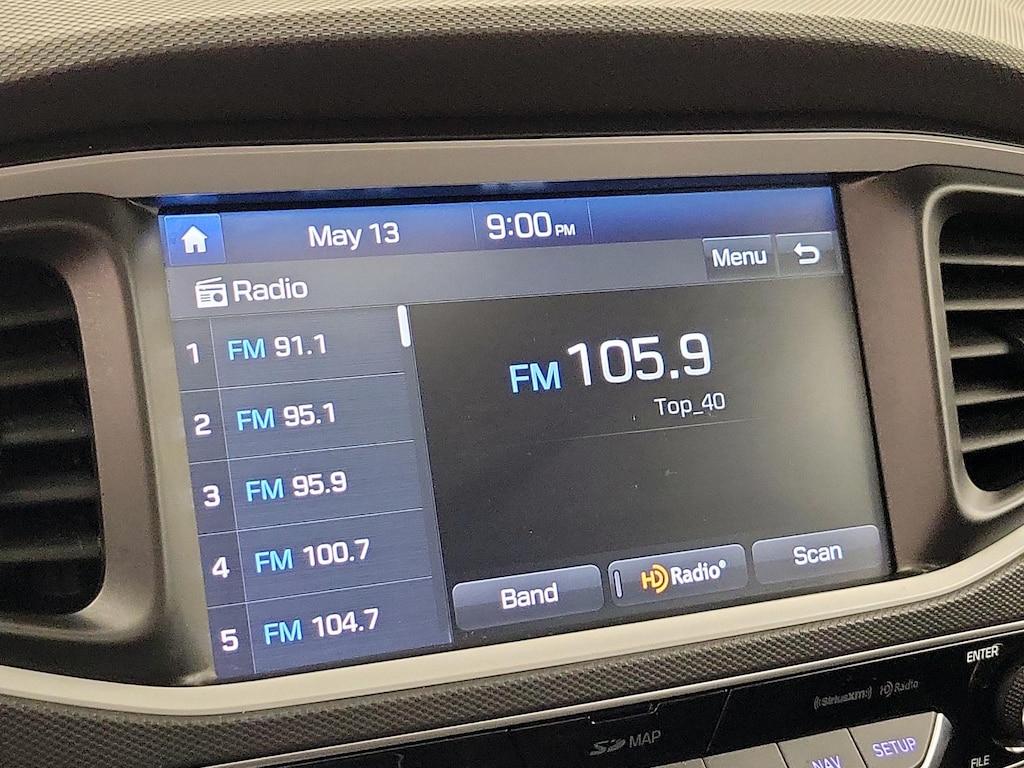 May 13
9:00 PM
Radio
Menu
1 FM 91.1
2 FM 95.1
3 FM 95.9
4 FM 100.7
5 FM 104.7
FM 105.9
Top_40
Band
HD Radio®
Scan
ENTER
((SiriusXM)) HD Radio
SD MAP
NAV
SETUP
FILE